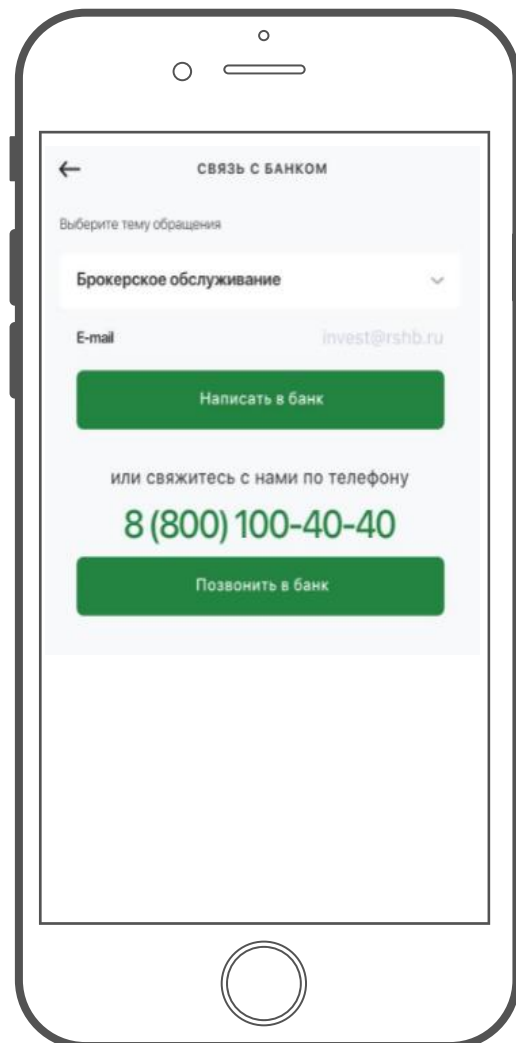 СВЯЗЬ С БАНКОМ
Выберите тему обращения
Брокерское обслуживание
E-mail invest@rshb.ru
Написать в банк
или свяжитесь с нами по телефону
8 (800) 100-40-40
Позвонить в банк